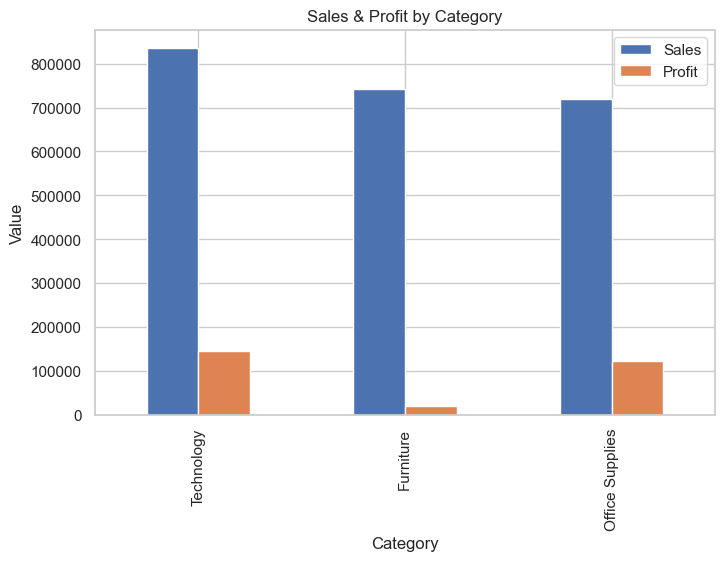 Sales & Profit by Category
Sales
Profit
800000
700000
600000
500000
400000
300000
200000
100000
0
Value
Technology
Furniture
Office Supplies
Category